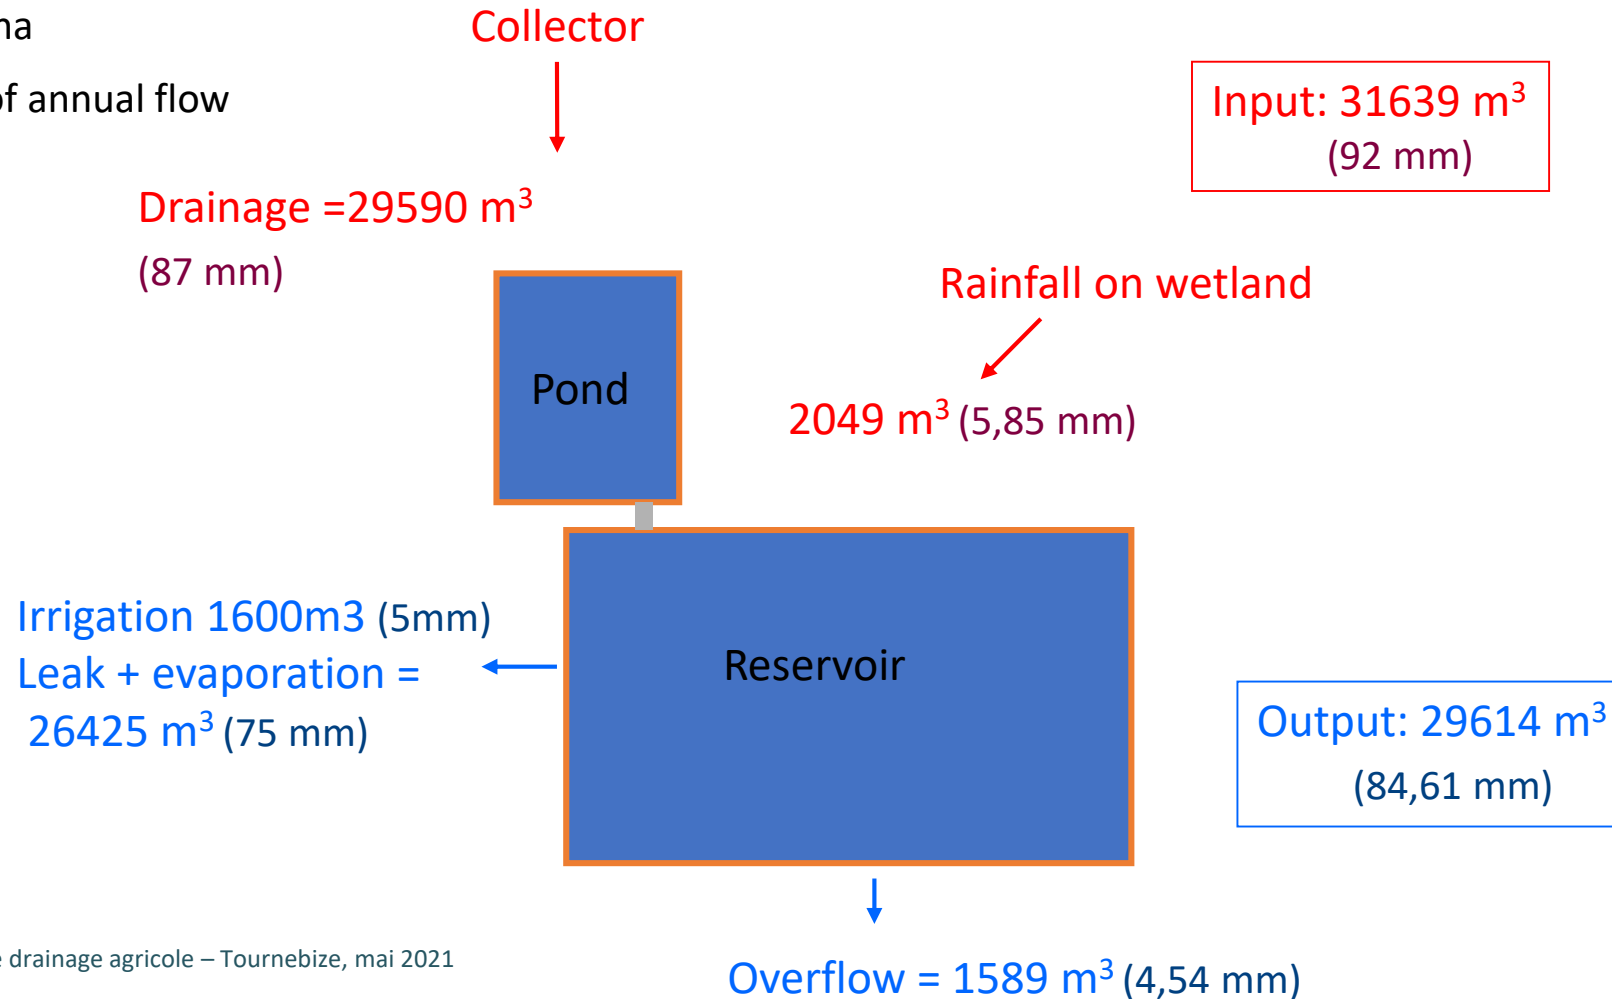 ha
of annual flow
Collector
Input: 31639 m³
(92 mm)
Drainage =29590 m³
(87 mm)
Rainfall on wetland
Pond
2049 m³ (5,85 mm)
Irrigation 1600m3 (5mm)
Leak + evaporation =
26425 m³ (75 mm)
Reservoir
Output: 29614 m³
(84,61 mm)
e drainage agricole – Tournebize, mai 2021
Overflow = 1589 m³ (4,54 mm)